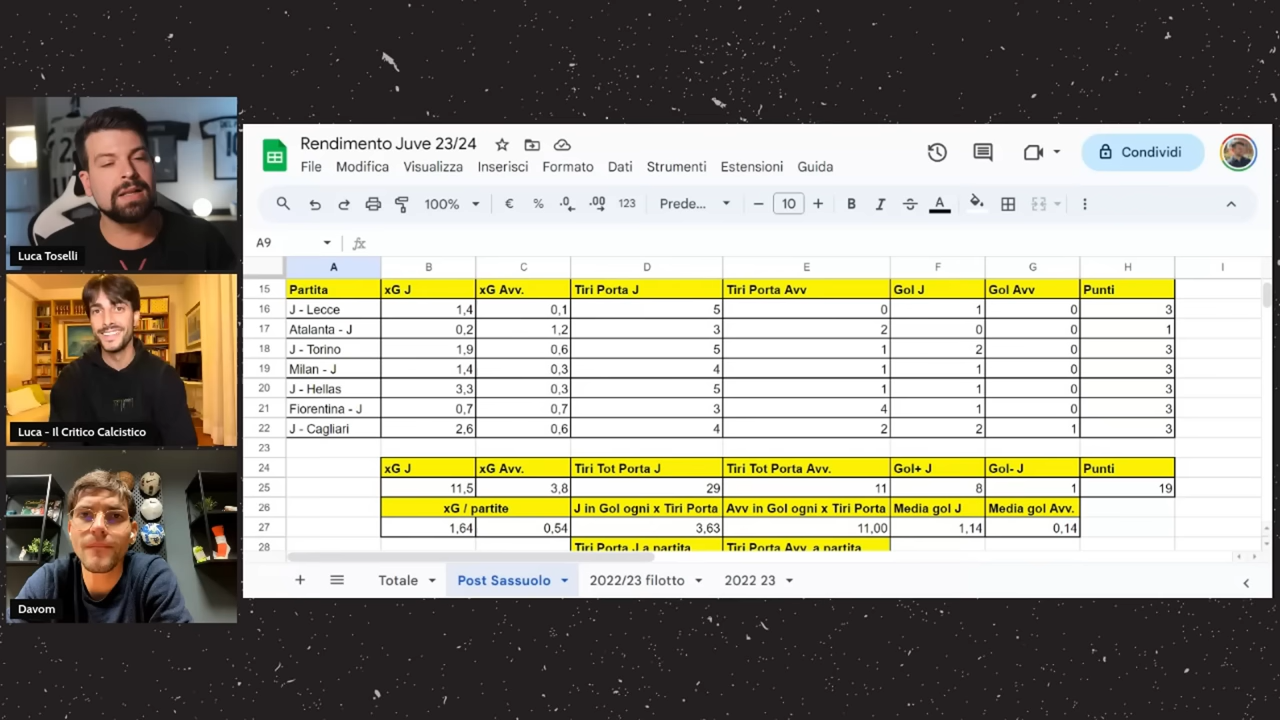 Luca Toselli
Luca - Il Critico Calcistico
Davom
Rendimento Juve 23/24
File Modifica Visualizza Inserisci Formato Dati Strumenti Estensioni Guida
Condividi
100% € % .0 .00 123 Prede... − 10 + B I S A
A9 fx
A B C D E F G H I
15 Partita xG J xG Avv. Tiri Porta J Tiri Porta Avv Gol J Gol Avv Punti
16 J - Lecce 1,4 0,1 5 0 1 0 3
17 Atalanta - J 0,2 1,2 3 2 0 0 1
18 J - Torino 1,9 0,6 5 1 2 0 3
19 Milan - J 1,4 0,3 4 1 1 0 3
20 J - Hellas 3,3 0,3 5 1 1 0 3
21 Fiorentina - J 0,7 0,7 3 4 1 0 3
22 J - Cagliari 2,6 0,6 4 2 2 1 3
23
24 xG J xG Avv. Tiri Tot Porta J Tiri Tot Porta Avv. Gol+ J Gol- J Punti
25 11,5 3,8 29 11 8 1 19
26 xG / partite J in Gol ogni x Tiri Porta Avv in Gol ogni x Tiri Porta Media gol J Media gol Avv.
27 1,64 0,54 3,63 11,00 1,14 0,14
28 Tiri Porta J a partita Tiri Porta Avv. a partita
+ Totale Post Sassuolo 2022/23 filotto 2022 23